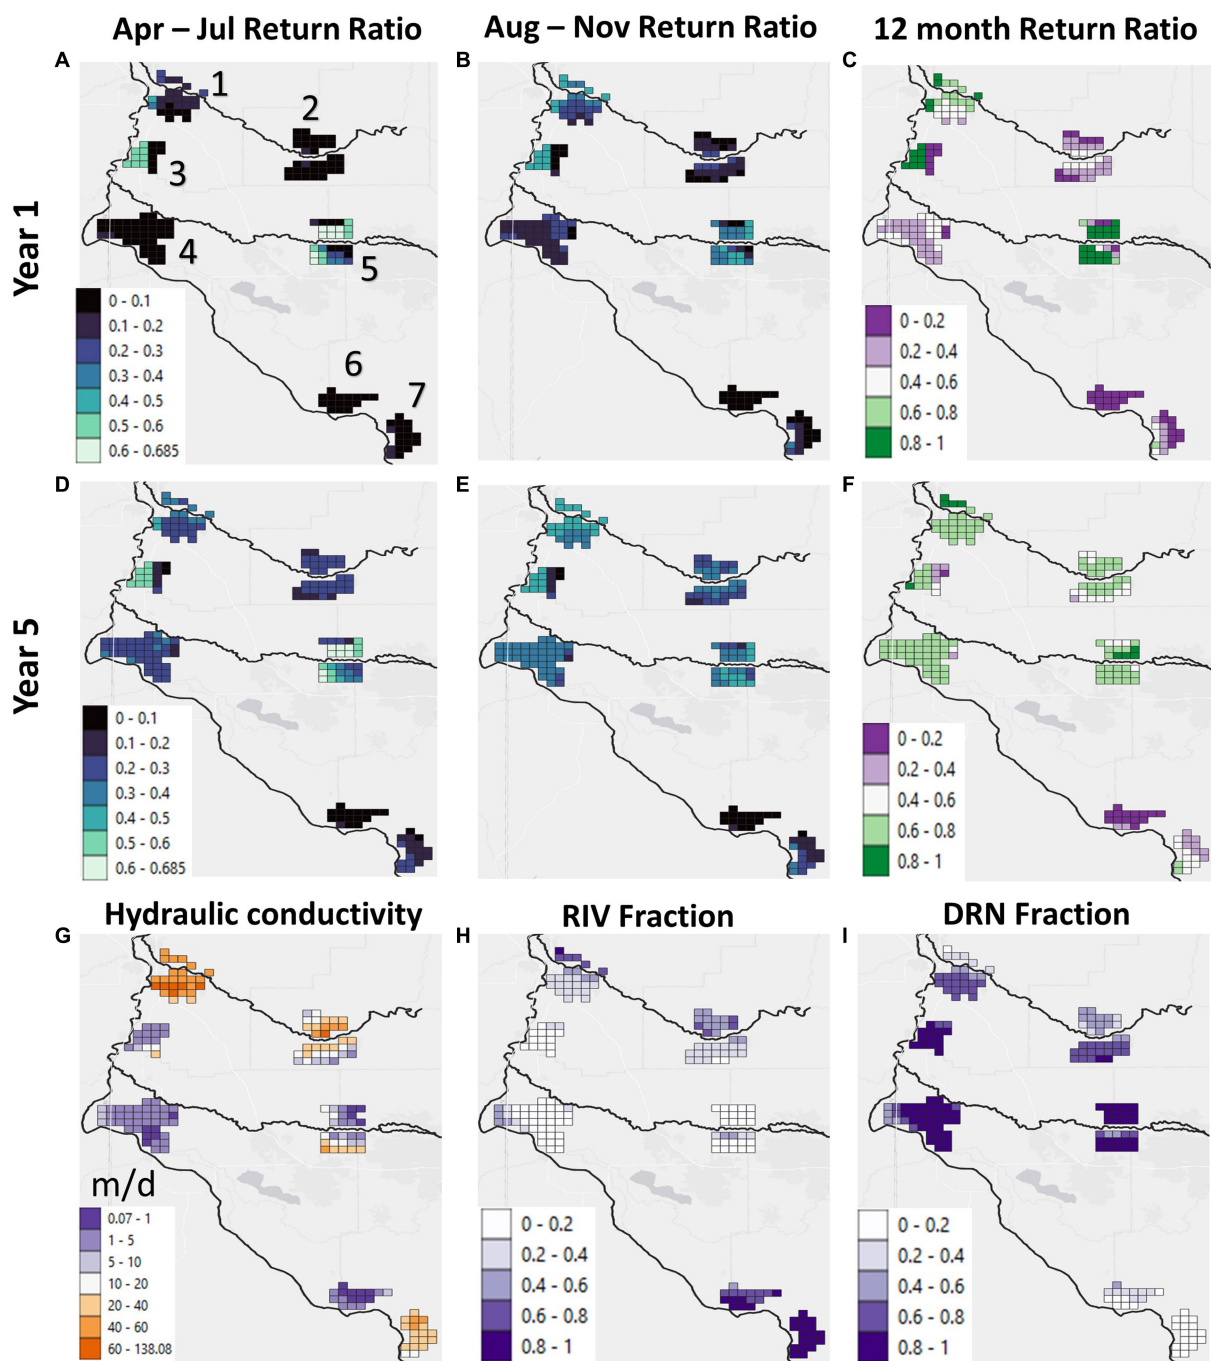 Apr – Jul Return Ratio
Aug – Nov Return Ratio
12 month Return Ratio
A
B
C
Year 1
1
2
3
4
5
6
7
0 - 0.1
0.1 - 0.2
0.2 - 0.3
0.3 - 0.4
0.4 - 0.5
0.5 - 0.6
0.6 - 0.685
0 - 0.2
0.2 - 0.4
0.4 - 0.6
0.6 - 0.8
0.8 - 1
D
E
F
Year 5
0 - 0.1
0.1 - 0.2
0.2 - 0.3
0.3 - 0.4
0.4 - 0.5
0.5 - 0.6
0.6 - 0.685
0 - 0.2
0.2 - 0.4
0.4 - 0.6
0.6 - 0.8
0.8 - 1
Hydraulic conductivity
RIV Fraction
DRN Fraction
G
H
I
m/d
0.07 - 1
1 - 5
5 - 10
10 - 20
20 - 40
40 - 60
60 - 138.08
0 - 0.2
0.2 - 0.4
0.4 - 0.6
0.6 - 0.8
0.8 - 1
0 - 0.2
0.2 - 0.4
0.4 - 0.6
0.6 - 0.8
0.8 - 1